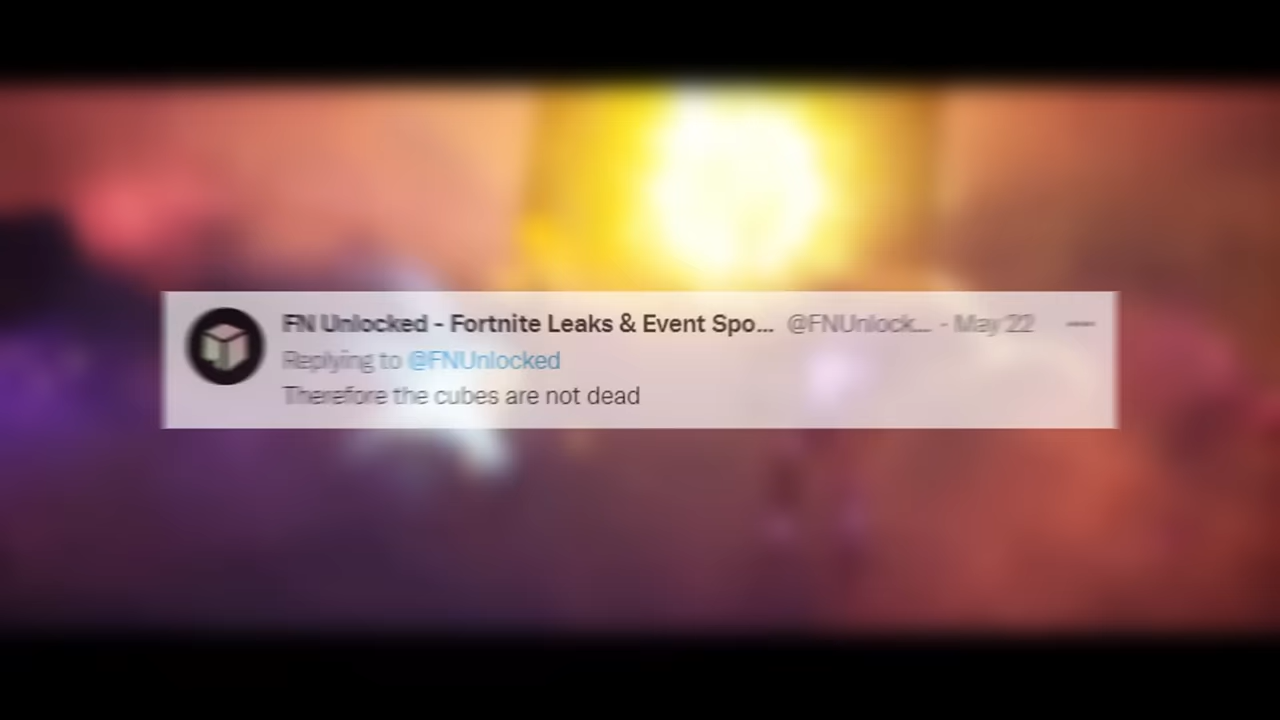 FN Unlocked - Fortnite Leaks & Event Spo... @FNUnlock... · May 22
Replying to @FNUnlocked
Therefore the cubes are not dead